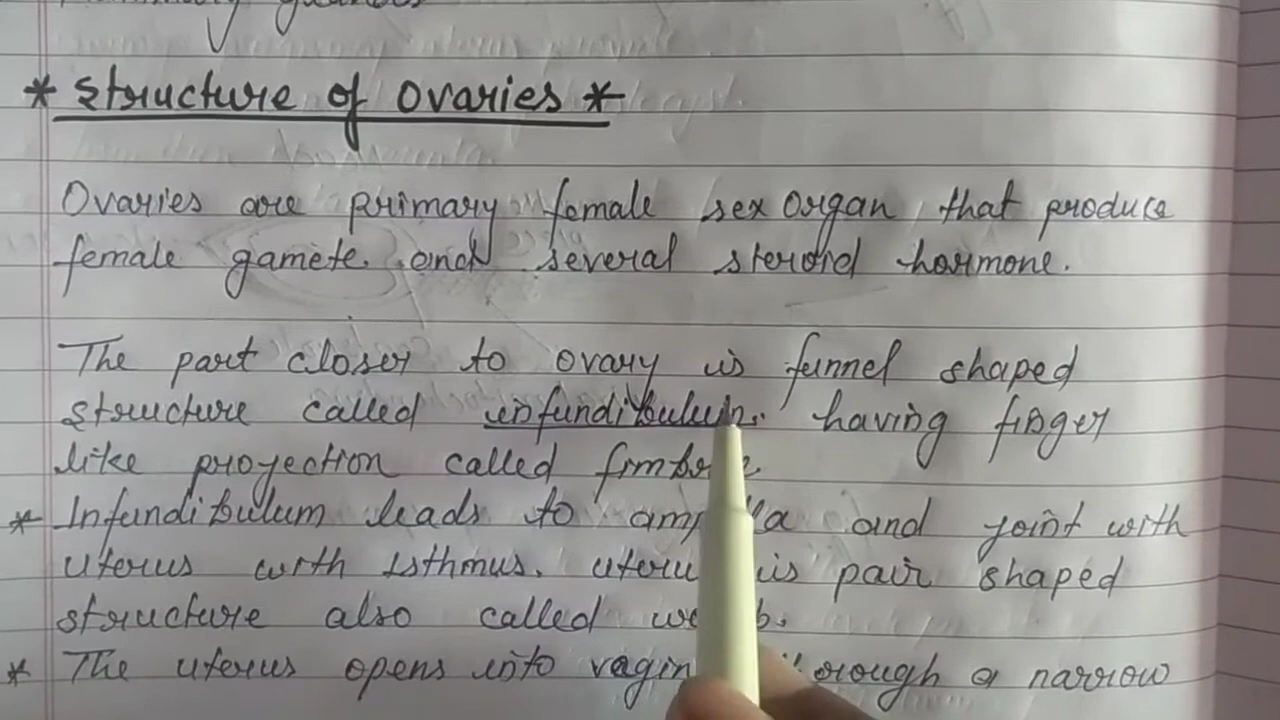 * Structure of Ovaries *
Ovaries are primary female sex organ, that produce
female gamete and several steroid hormone.
The part closer to ovary is funnel shaped
structure called infundibulum. having finger
like projection called
* Infundibulum leads to and joint with
uterus with Isthmus. is pair shaped
structure also called
* The uterus opens into a narrow